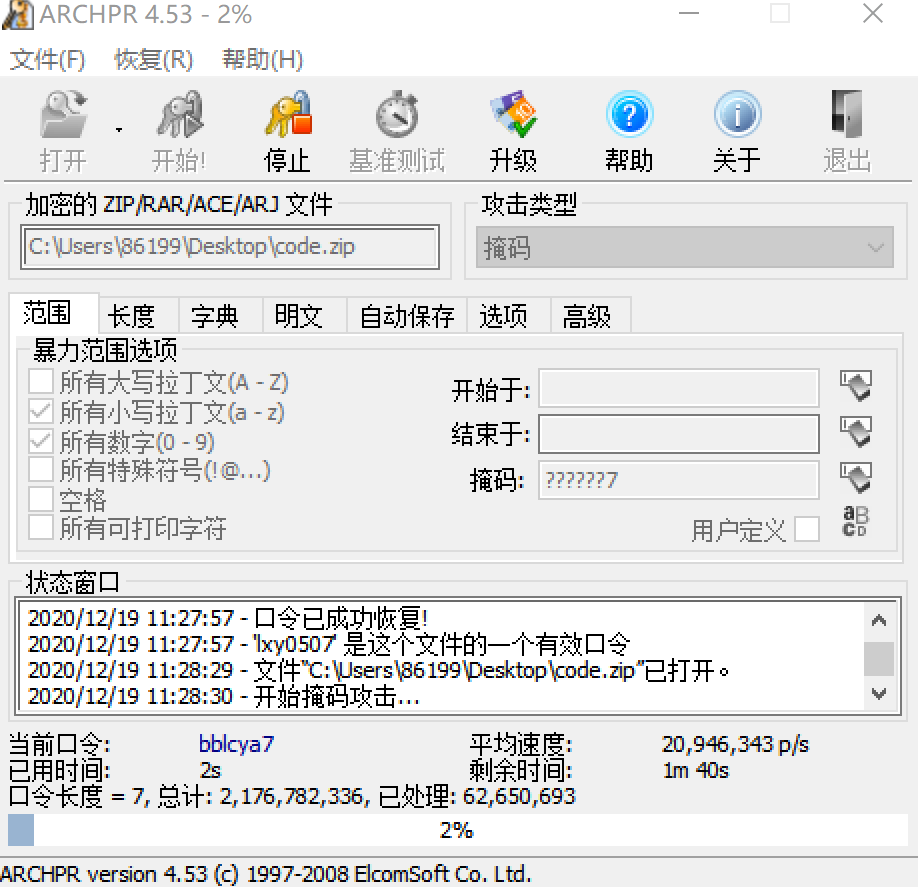 ARCHPR 4.53 - 2%
文件(F) 恢复(R) 帮助(H)
打开 开始! 停止 基准测试 升级 帮助 关于 退出
加密的 ZIP/RAR/ACE/ARJ 文件 攻击类型
C:\Users\86199\Desktop\code.zip 掩码
范围 长度 字典 明文 自动保存 选项 高级
暴力范围选项
所有大写拉丁文(A - Z) 开始于:
所有小写拉丁文(a - z)
所有数字(0 - 9) 结束于:
所有特殊符号(!@...) 掩码: ??????7
空格
所有可打印字符 用户定义
状态窗口
2020/12/19 11:27:57 - 口令已成功恢复!
2020/12/19 11:27:57 - 'lxy0507' 是这个文件的一个有效口令
2020/12/19 11:28:29 - 文件"C:\Users\86199\Desktop\code.zip"已打开。
2020/12/19 11:28:30 - 开始掩码攻击...
当前口令: bblcya7 平均速度: 20,946,343 p/s
已用时间: 2s 剩余时间: 1m 40s
口令长度 = 7, 总计: 2,176,782,336, 已处理: 62,650,693
2%
ARCHPR version 4.53 (c) 1997-2008 ElcomSoft Co. Ltd.